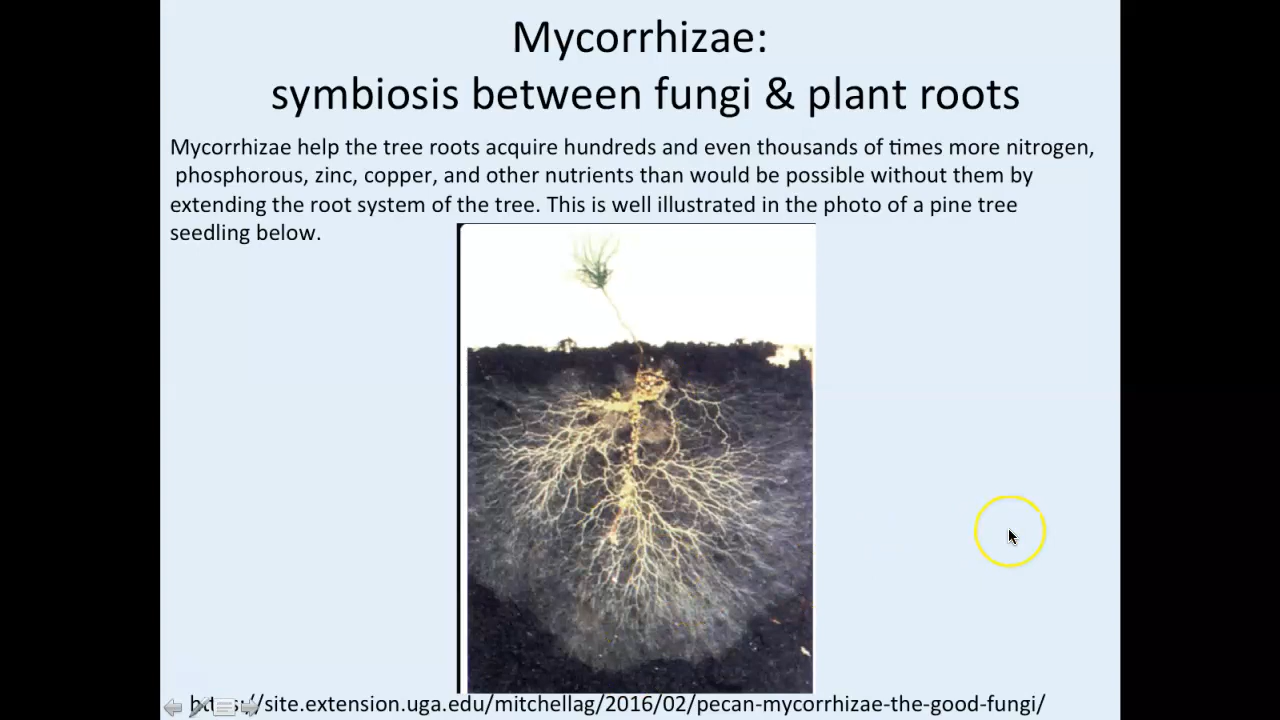 Mycorrhizae:
symbiosis between fungi & plant roots
Mycorrhizae help the tree roots acquire hundreds and even thousands of times more nitrogen,
phosphorous, zinc, copper, and other nutrients than would be possible without them by
extending the root system of the tree. This is well illustrated in the photo of a pine tree
seedling below.
https://site.extension.uga.edu/mitchellag/2016/02/pecan-mycorrhizae-the-good-fungi/